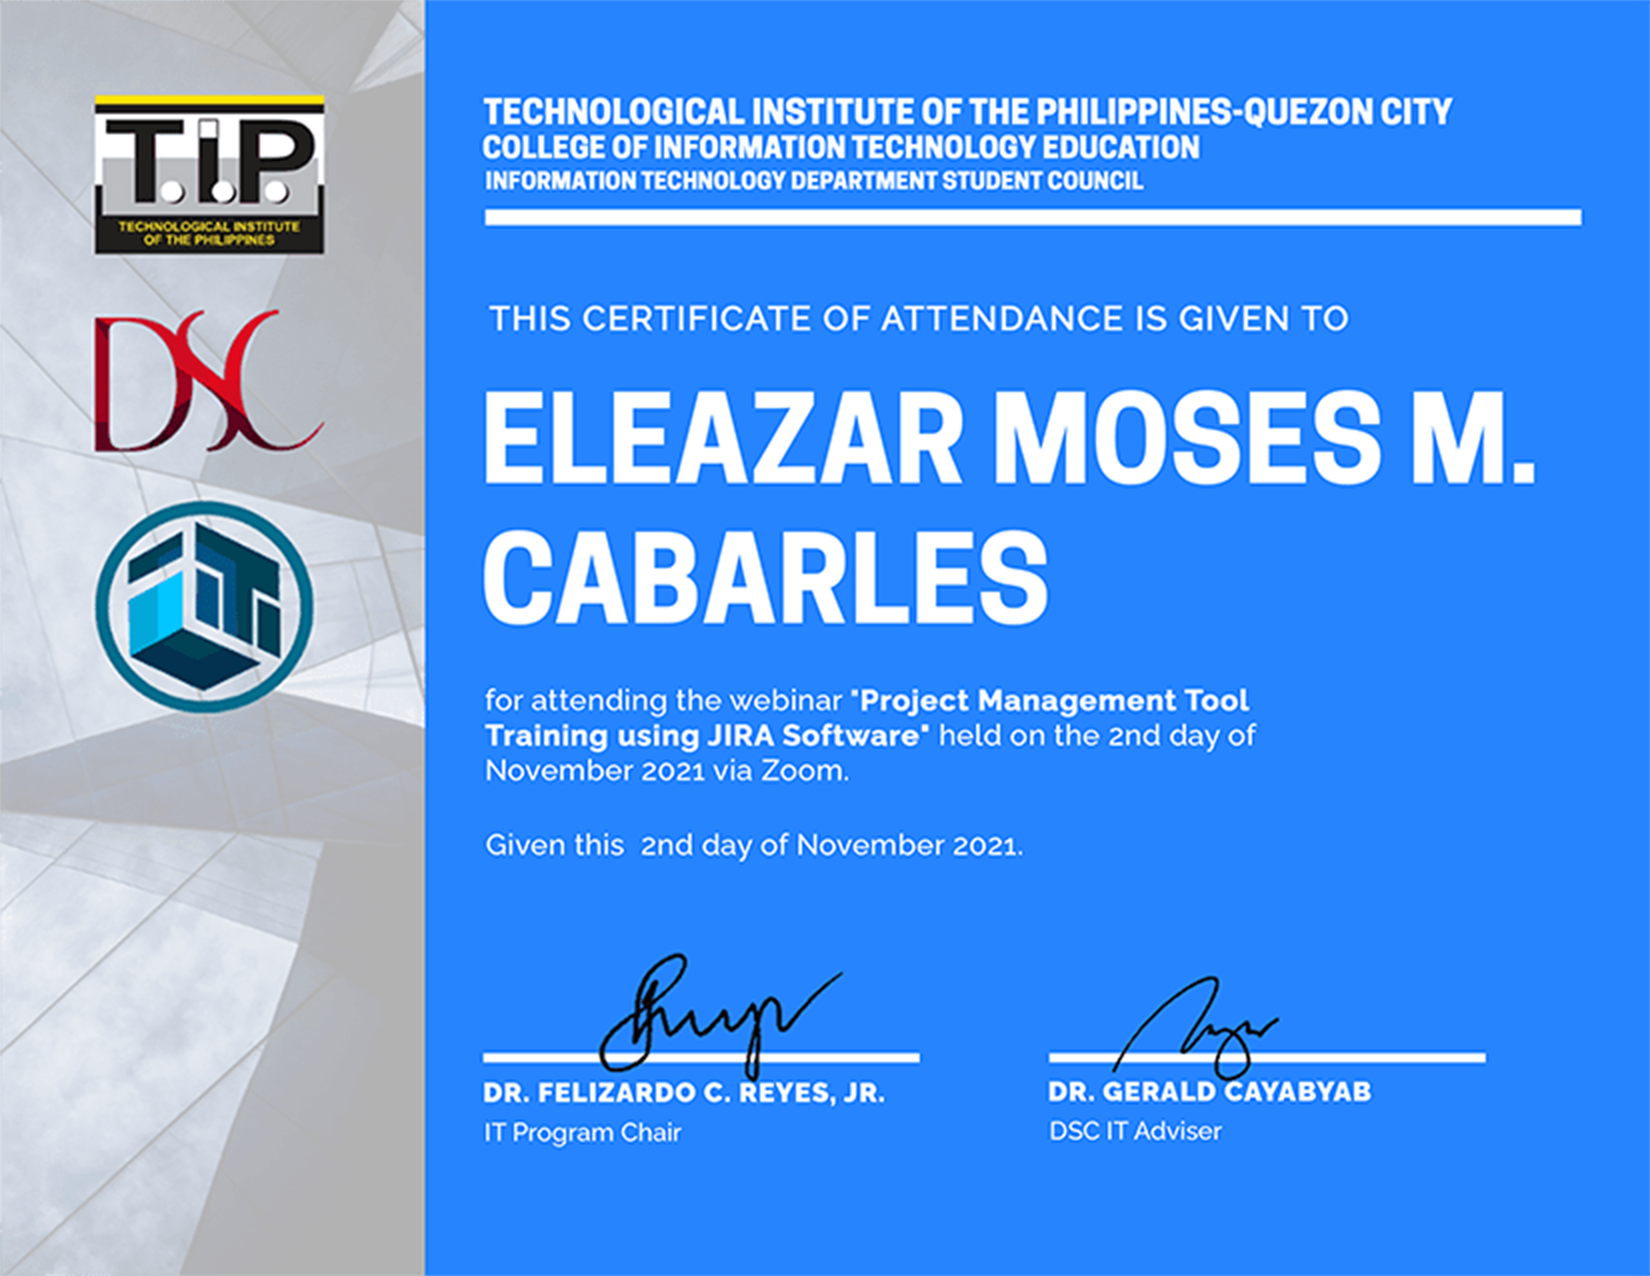 T.I.P.
TECHNOLOGICAL INSTITUTE
OF THE PHILIPPINES
DSC
TECHNOLOGICAL INSTITUTE OF THE PHILIPPINES-QUEZON CITY
COLLEGE OF INFORMATION TECHNOLOGY EDUCATION
INFORMATION TECHNOLOGY DEPARTMENT STUDENT COUNCIL
THIS CERTIFICATE OF ATTENDANCE IS GIVEN TO
ELEAZAR MOSES M.
CABARLES
for attending the webinar "Project Management Tool
Training using JIRA Software" held on the 2nd day of
November 2021 via Zoom.
Given this 2nd day of November 2021.
DR. FELIZARDO C. REYES, JR.
IT Program Chair
DR. GERALD CAYABYAB
DSC IT Adviser